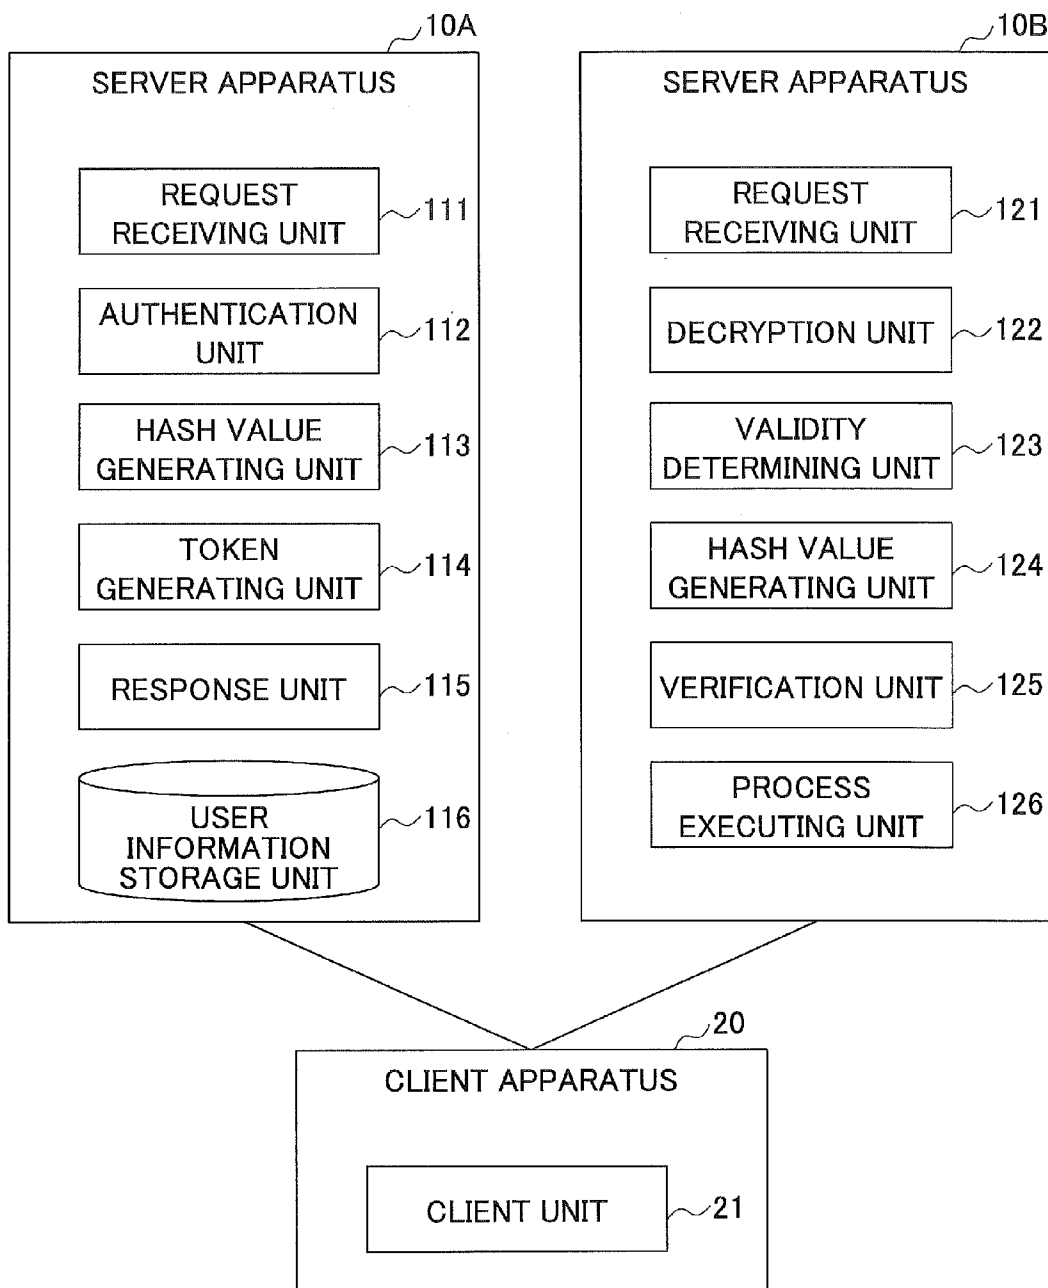 10A
SERVER APPARATUS
REQUEST
RECEIVING UNIT
111
AUTHENTICATION
UNIT
112
HASH VALUE
GENERATING UNIT
113
TOKEN
GENERATING UNIT
114
RESPONSE UNIT
115
USER
INFORMATION
STORAGE UNIT
116
10B
SERVER APPARATUS
REQUEST
RECEIVING UNIT
121
DECRYPTION UNIT
122
VALIDITY
DETERMINING UNIT
123
HASH VALUE
GENERATING UNIT
124
VERIFICATION UNIT
125
PROCESS
EXECUTING UNIT
126
20
CLIENT APPARATUS
CLIENT UNIT
21